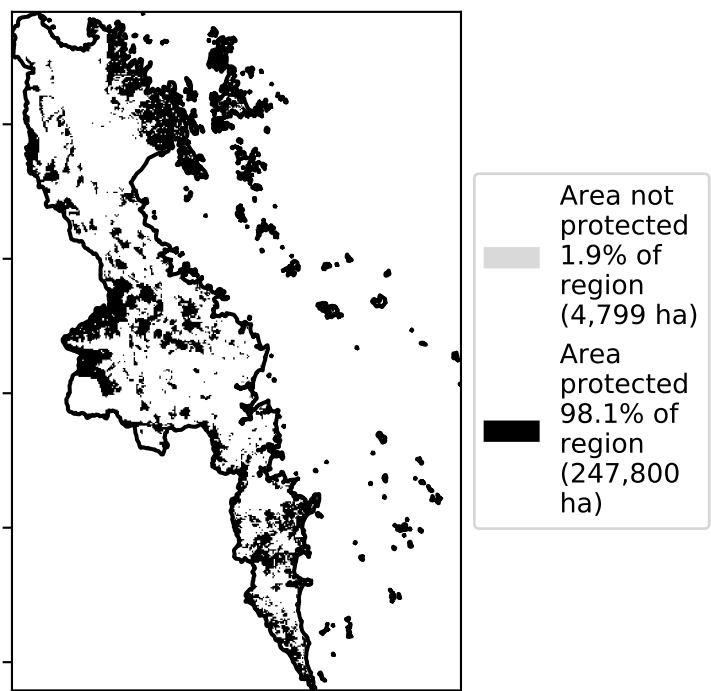 Area not
protected
1.9% of
region
(4,799 ha)
Area
protected
98.1% of
region
(247,800
ha)